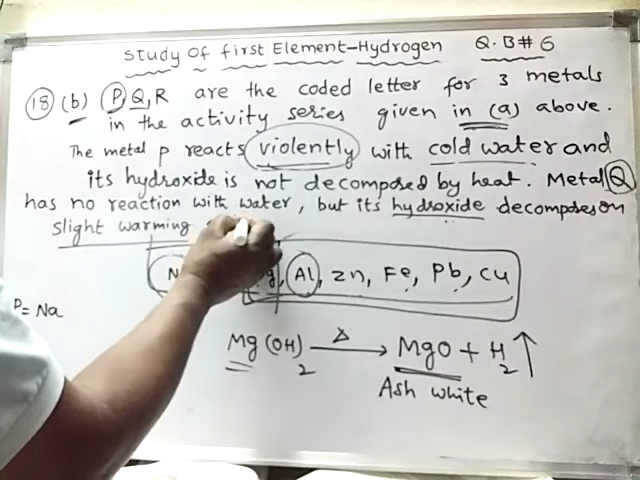 Study Of first Element-Hydrogen Q.B#6
18 (b) P, Q, R are the coded letter for 3 metals
in the activity series given in (a) above.
The metal p reacts violently with cold water and
its hydroxide is not decomposed by heat. Metal Q
has no reaction with water, but its hydroxide decomposes on
slight warming
N g, Al, Zn, Fe, Pb, Cu
P = Na
Mg(OH)2 —Δ→ MgO + H2 ↑
Ash white